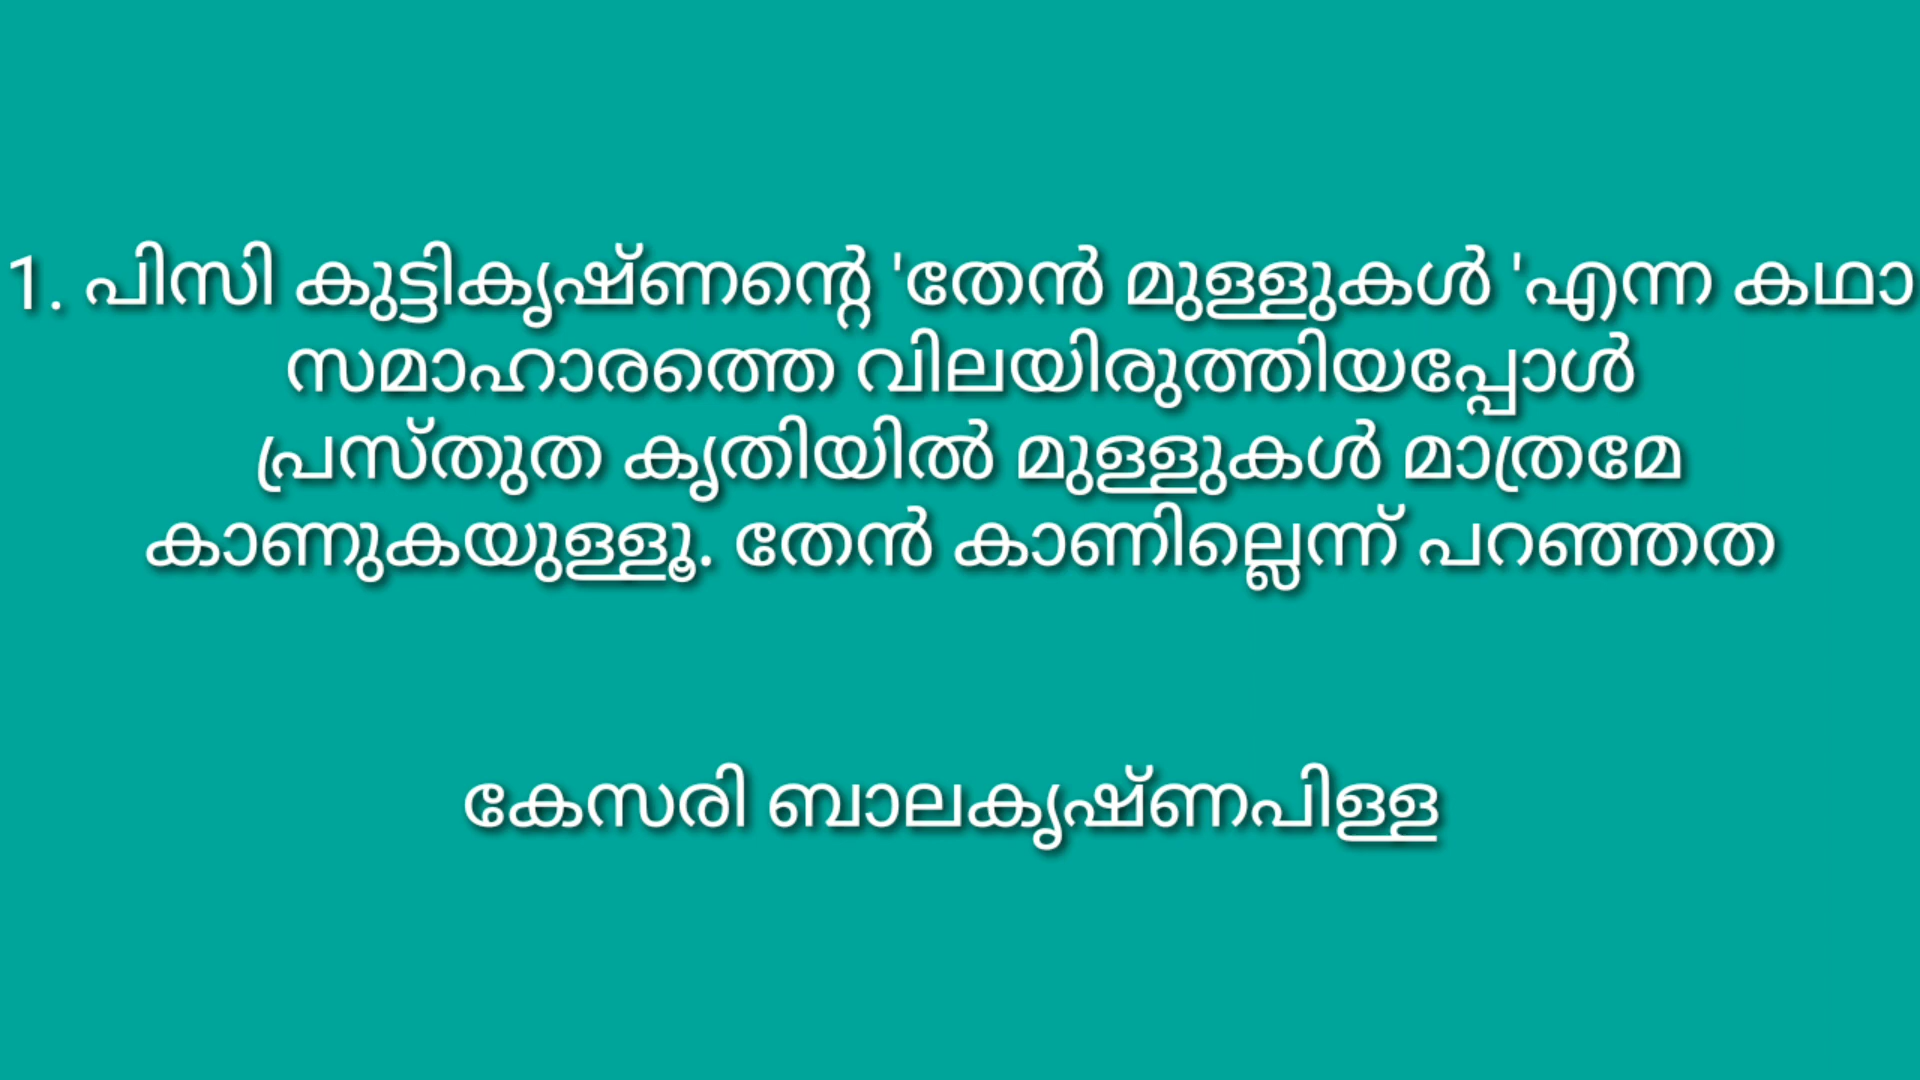 1. പിസി കുട്ടികൃഷ്ണന്റെ 'തേൻ മുള്ളുകൾ 'എന്ന കഥാ
സമാഹാരത്തെ വിലയിരുത്തിയപ്പോൾ
പ്രസ്തുത കൃതിയിൽ മുള്ളുകൾ മാത്രമേ
കാണുകയുള്ളൂ. തേൻ കാണില്ലെന്ന് പറഞ്ഞത
കേസരി ബാലകൃഷ്ണപിള്ള